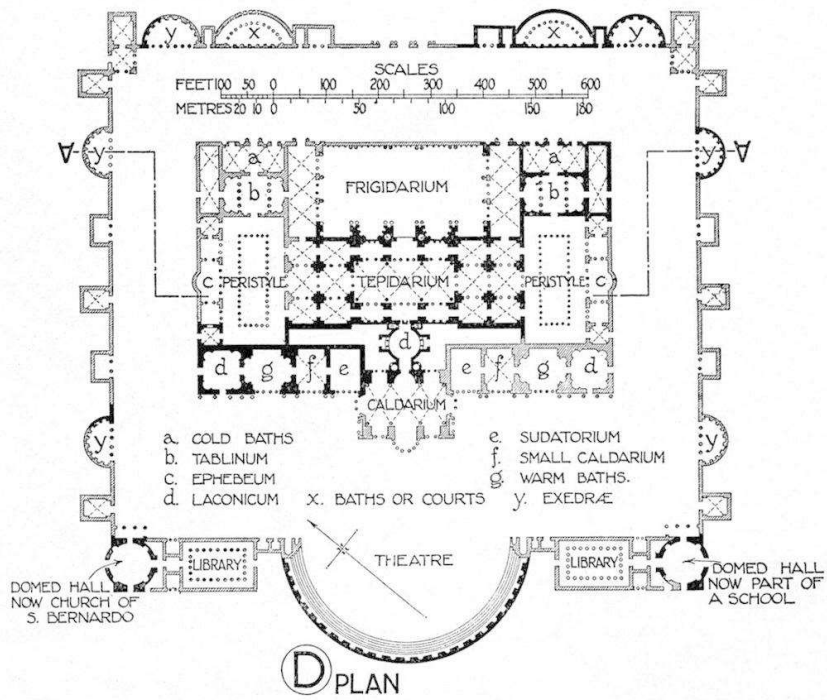 y x x y
SCALES
FEET 100 50 0 100 200 300 400 500 600
METRES 20 10 0 50 100 150 180
A y y A
a a
b FRIGIDARIUM b
c PERISTYLE TEPIDARIUM PERISTYLE c
d
d g f e e f g d
CALDARIUM
y y
a. COLD BATHS
b. TABLINUM
c. EPHEBEUM
d. LACONICUM
x. BATHS OR COURTS
e. SUDATORIUM
f. SMALL CALDARIUM
g. WARM BATHS.
y. EXEDRÆ
THEATRE
LIBRARY LIBRARY
DOMED HALL
NOW CHURCH OF
S. BERNARDO
DOMED HALL
NOW PART OF
A SCHOOL
D PLAN